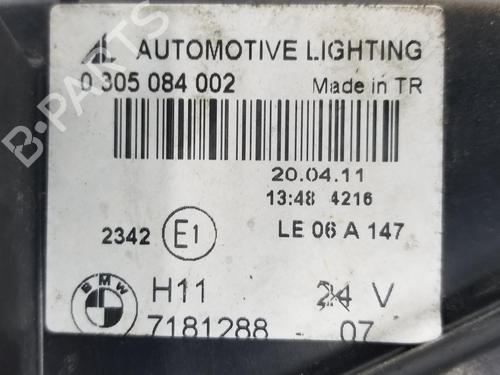 AL AUTOMOTIVE LIGHTING
0 305 084 002 Made in TR
20.04.11
13:48 4216
2342 E1 LE 06 A 147
BMW H11 24 V
7181288 - 07
B-PARTS